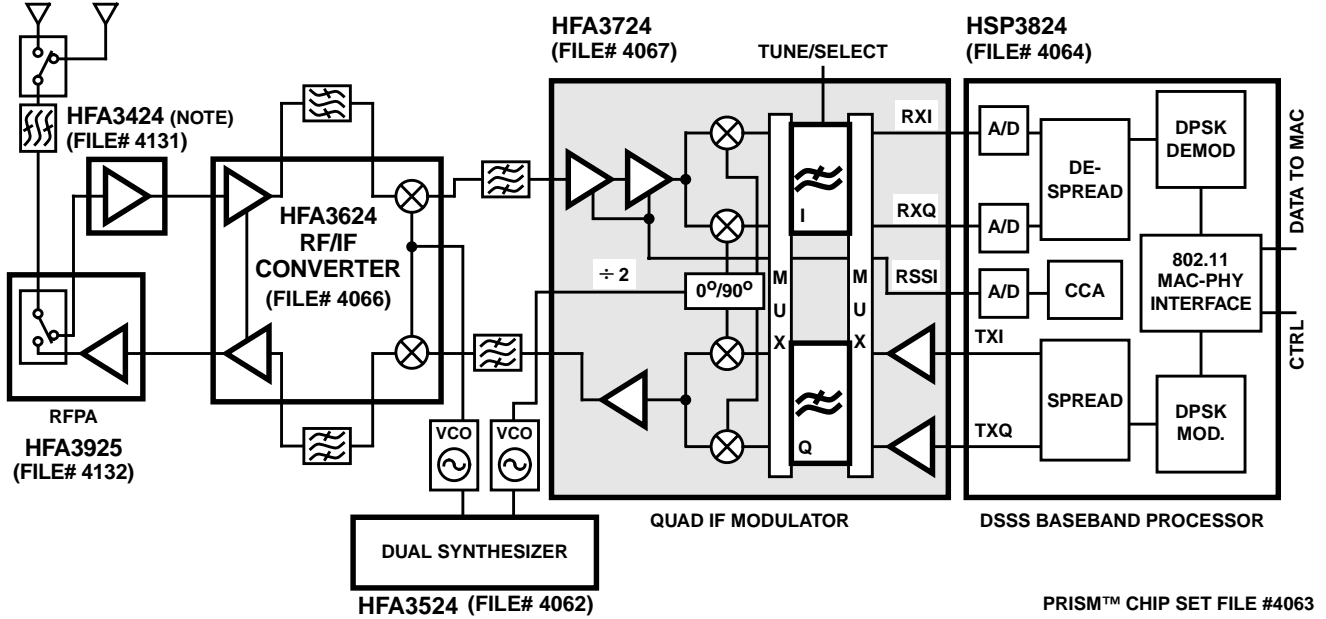 HFA3724
(FILE# 4067)
HSP3824
(FILE# 4064)
TUNE/SELECT
HFA3424 (NOTE)
(FILE# 4131)
RXI
A/D
DPSK
DEMOD
DE-
SPREAD
DATA TO MAC
HFA3624
RF/IF
CONVERTER
(FILE# 4066)
I
RXQ
A/D
÷ 2
0º/90º
M
U
X
M
U
X
RSSI
A/D
CCA
802.11
MAC-PHY
INTERFACE
TXI
CTRL
SPREAD
DPSK
MOD.
Q
TXQ
RFPA
HFA3925
(FILE# 4132)
VCO
VCO
QUAD IF MODULATOR
DSSS BASEBAND PROCESSOR
DUAL SYNTHESIZER
HFA3524 (FILE# 4062)
PRISM™ CHIP SET FILE #4063